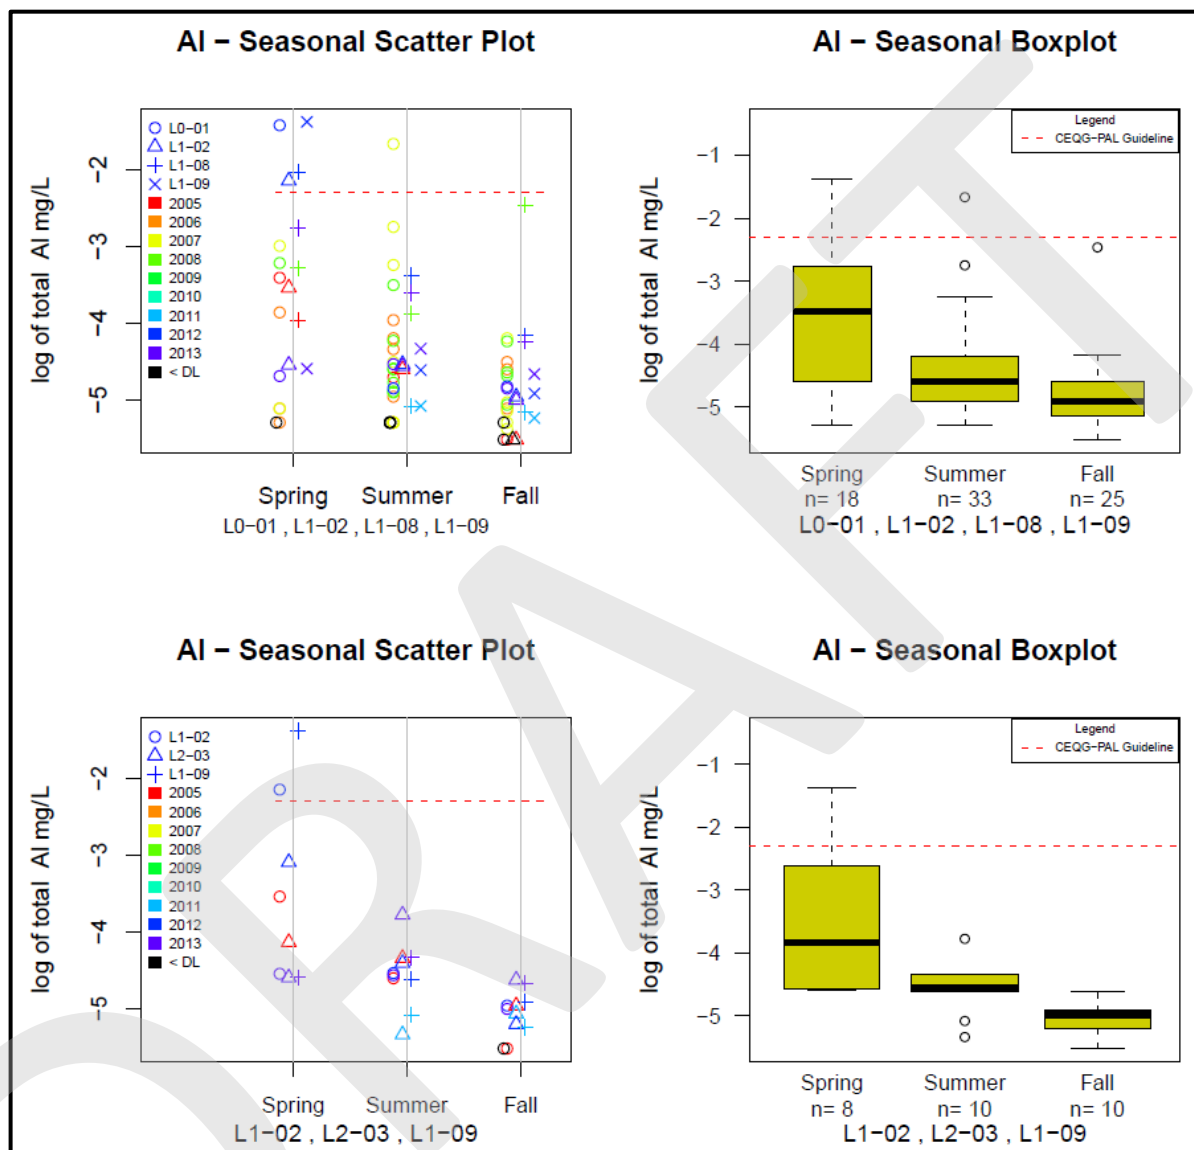 Al − Seasonal Scatter Plot
log of total Al mg/L
−2
−3
−4
−5
L0−01
L1−02
L1−08
L1−09
2005
2006
2007
2008
2009
2010
2011
2012
2013
< DL
Spring Summer Fall
L0−01 , L1−02 , L1−08 , L1−09
Al − Seasonal Boxplot
log of total Al mg/L
−1
−2
−3
−4
−5
Legend
CEQG−PAL Guideline
Spring Summer Fall
n= 18 n= 33 n= 25
L0−01 , L1−02 , L1−08 , L1−09
Al − Seasonal Scatter Plot
log of total Al mg/L
−2
−3
−4
−5
L1−02
L2−03
L1−09
2005
2006
2007
2008
2009
2010
2011
2012
2013
< DL
Spring Summer Fall
L1−02 , L2−03 , L1−09
Al − Seasonal Boxplot
log of total Al mg/L
−1
−2
−3
−4
−5
Legend
CEQG−PAL Guideline
Spring Summer Fall
n= 8 n= 10 n= 10
L1−02 , L2−03 , L1−09
DRAFT